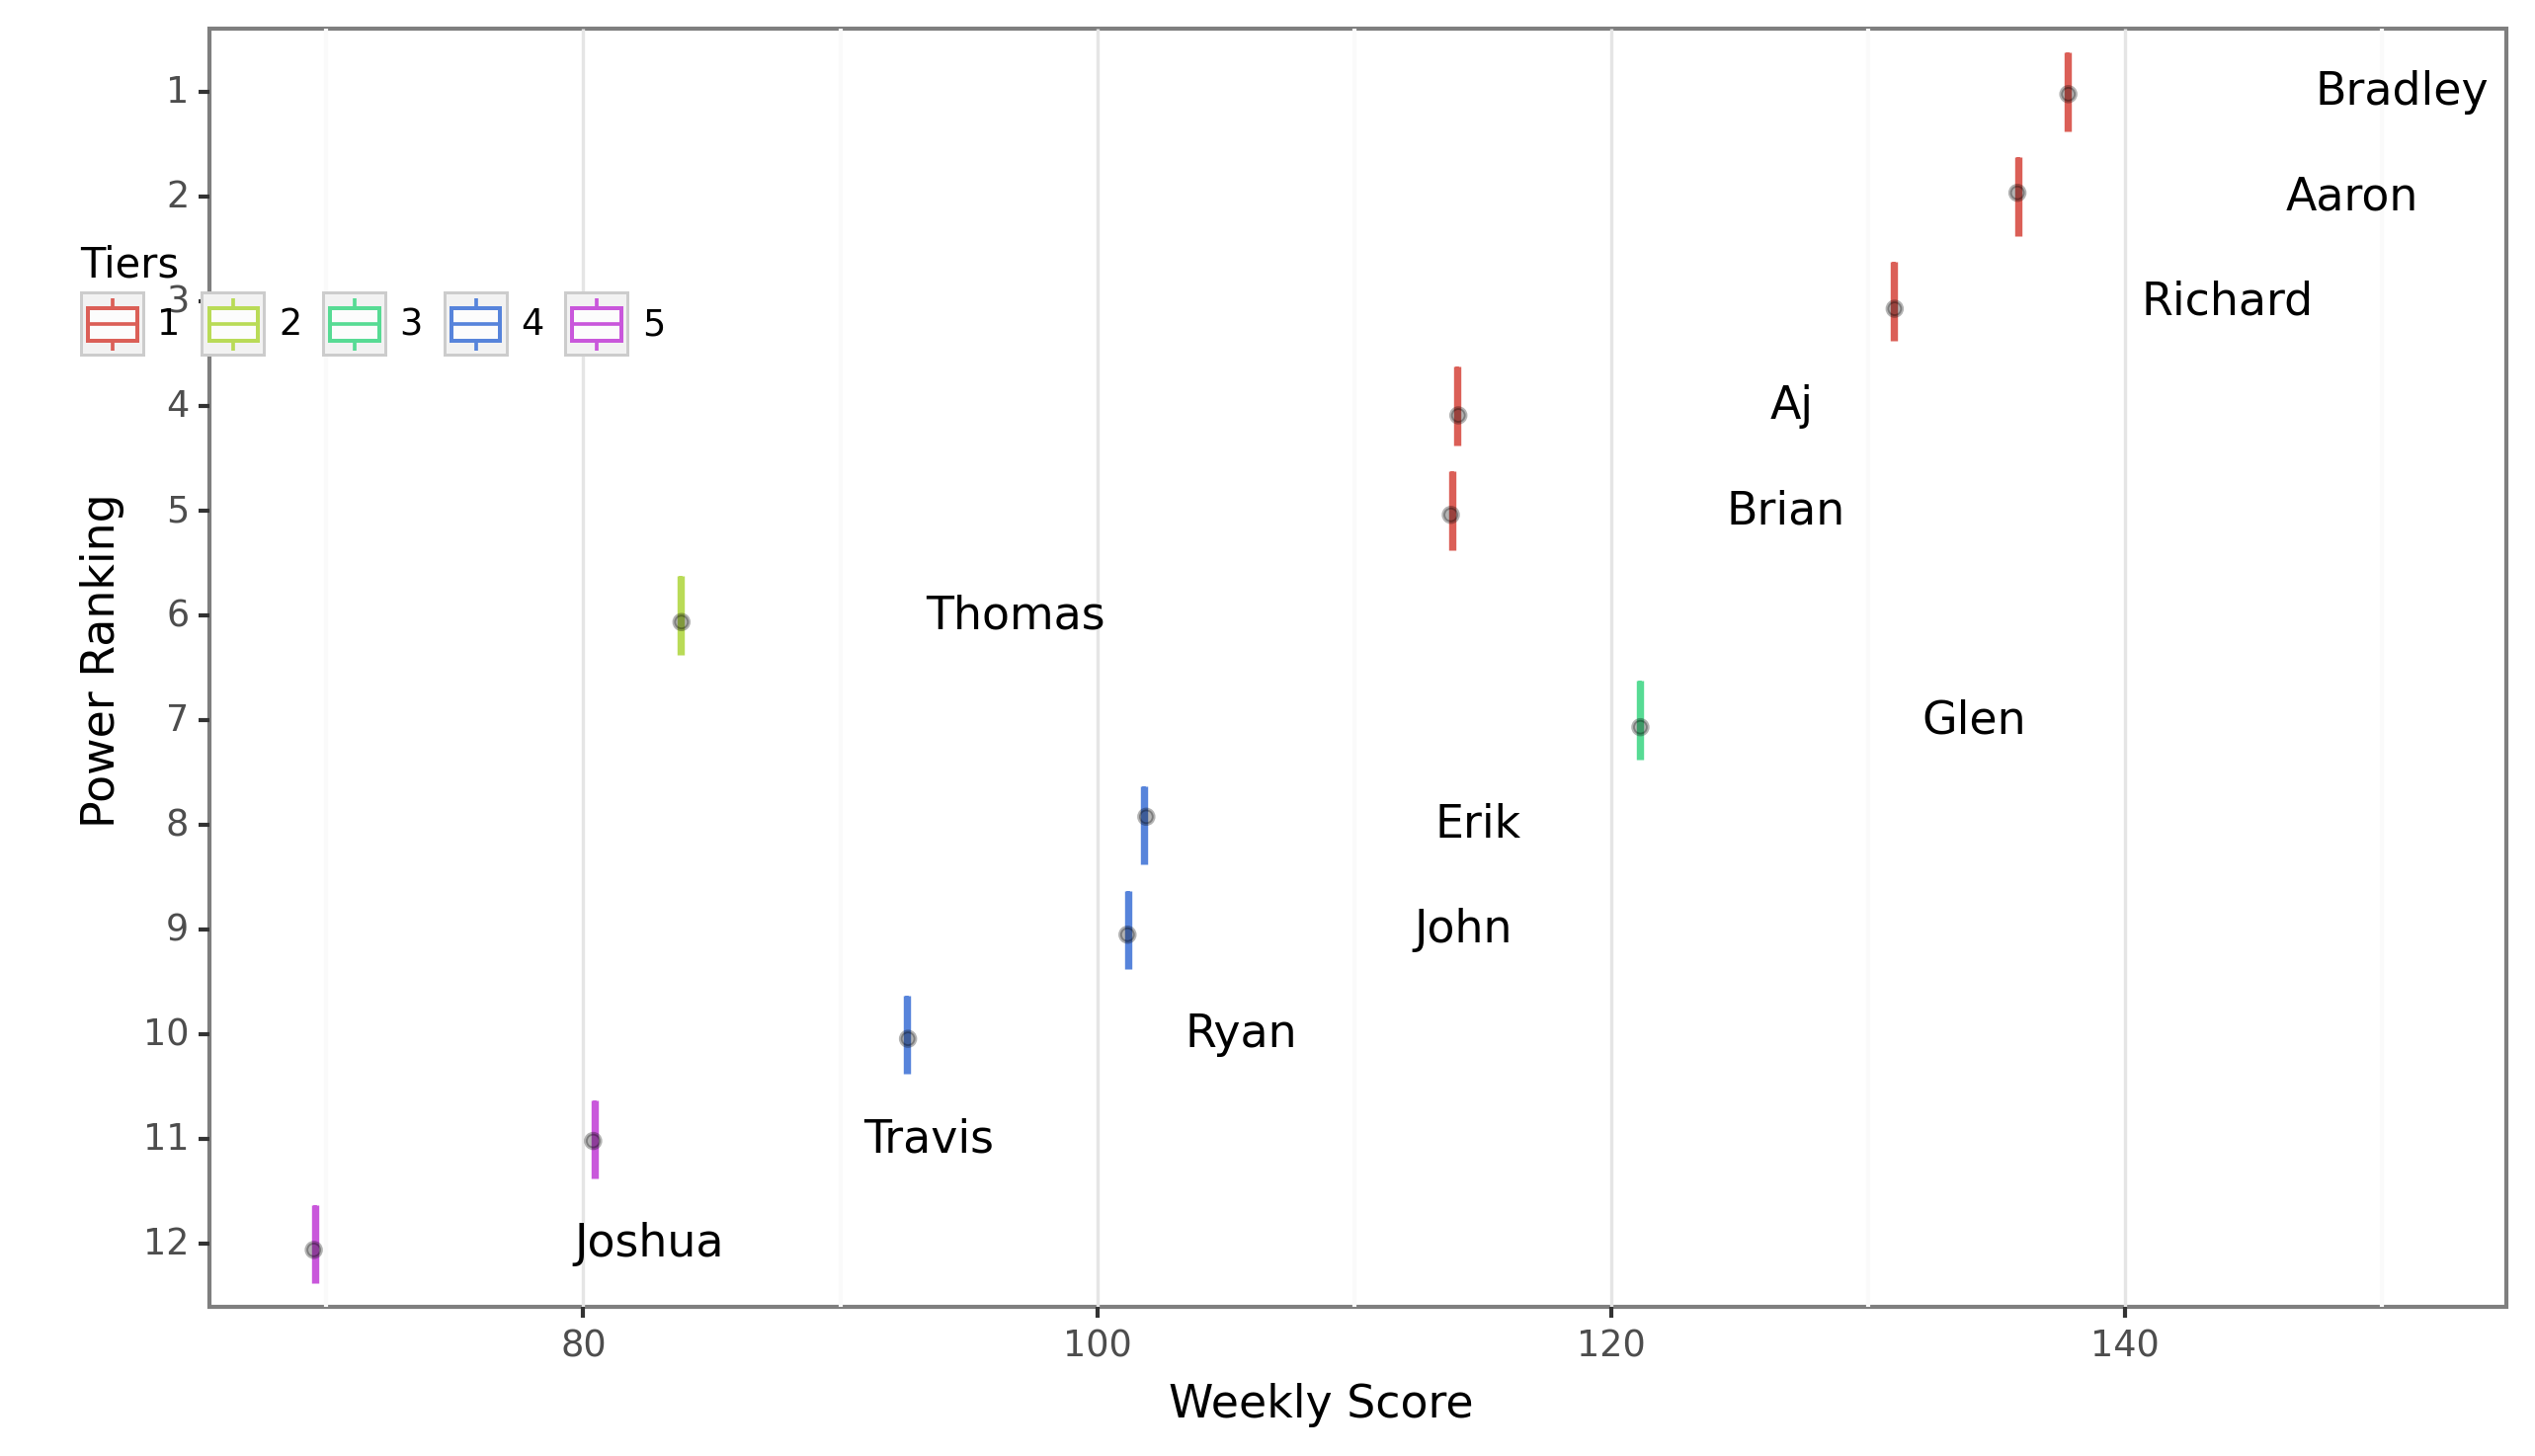 1 Bradley
2 Aaron
Tiers
3 Richard
1 2 3 4 5
4 Aj
5 Brian
6 Thomas
7 Glen
8 Erik
9 John
10 Ryan
11 Travis
12 Joshua
Power Ranking
80 100 120 140
Weekly Score